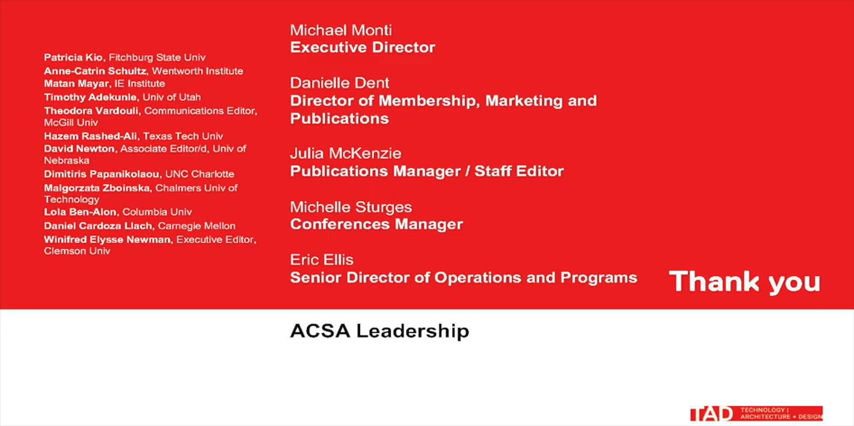 Patricia Kio, Fitchburg State Univ
Anne-Catrin Schultz, Wentworth Institute
Matan Mayar, IE Institute
Timothy Adekunle, Univ of Utah
Theodora Vardouli, Communications Editor,
McGill Univ
Hazem Rashed-Ali, Texas Tech Univ
David Newton, Associate Editor/d, Univ of
Nebraska
Dimitiris Papanikolaou, UNC Charlotte
Malgorzata Zboinska, Chalmers Univ of
Technology
Lola Ben-Alon, Columbia Univ
Daniel Cardoza Llach, Carnegie Mellon
Winifred Elysse Newman, Executive Editor,
Clemson Univ
Michael Monti
Executive Director
Danielle Dent
Director of Membership, Marketing and
Publications
Julia McKenzie
Publications Manager / Staff Editor
Michelle Sturges
Conferences Manager
Eric Ellis
Senior Director of Operations and Programs
Thank you
ACSA Leadership
TAD
TECHNOLOGY |
ARCHITECTURE + DESIGN